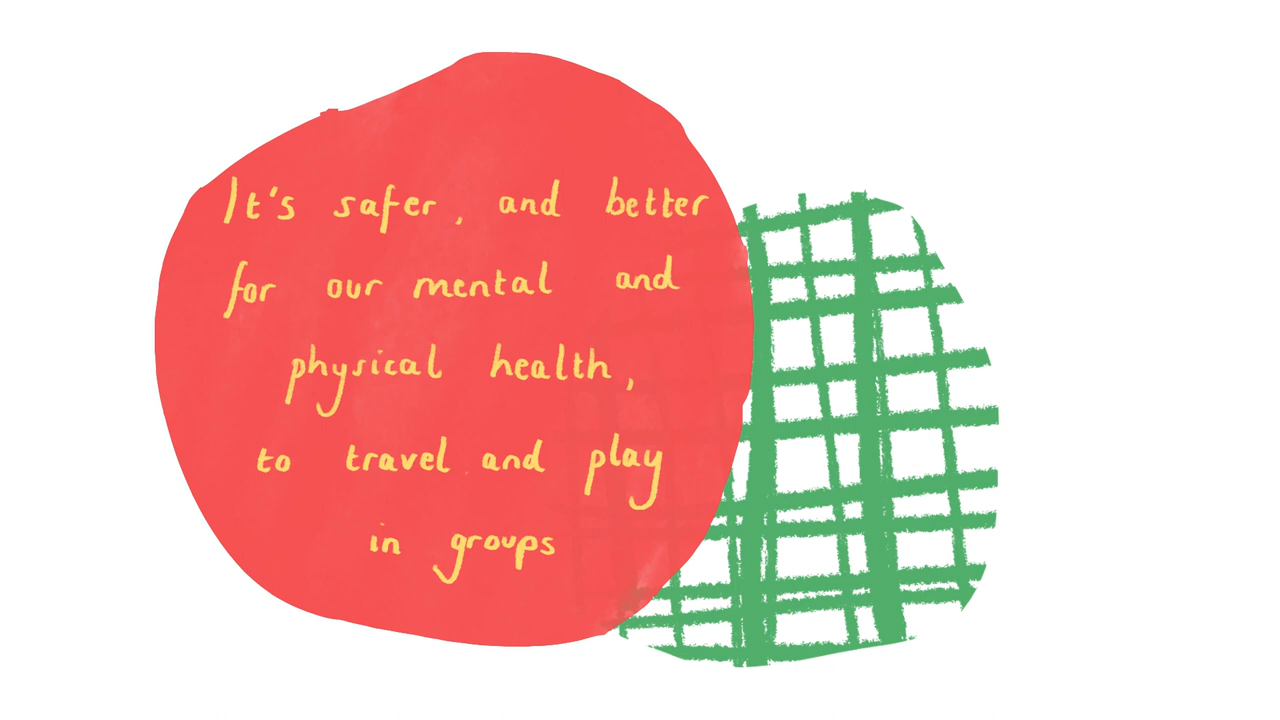 It's safer, and better
for our mental and
physical health,
to travel and play
in groups